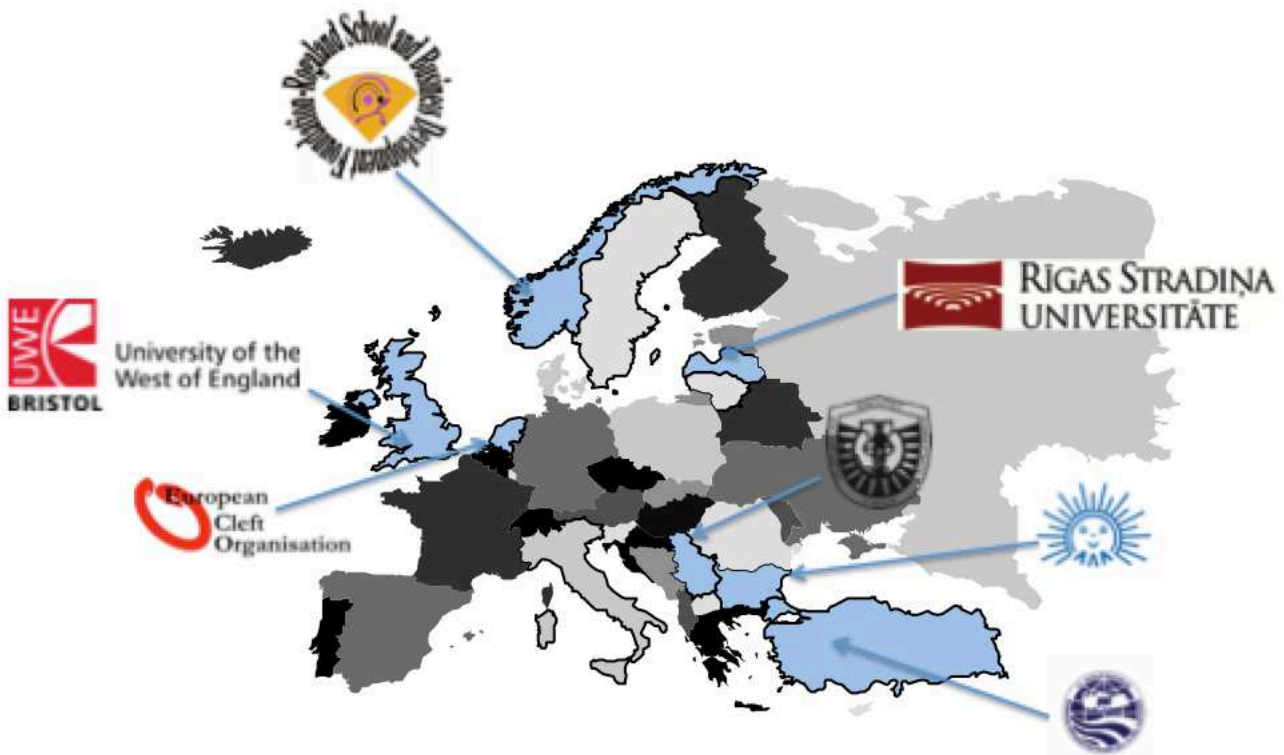 Foundation-Rogaland School and Business Development
RĪGAS STRADIŅA
UNIVERSITĀTE
UWE
BRISTOL
University of the
West of England
European
Cleft
Organisation